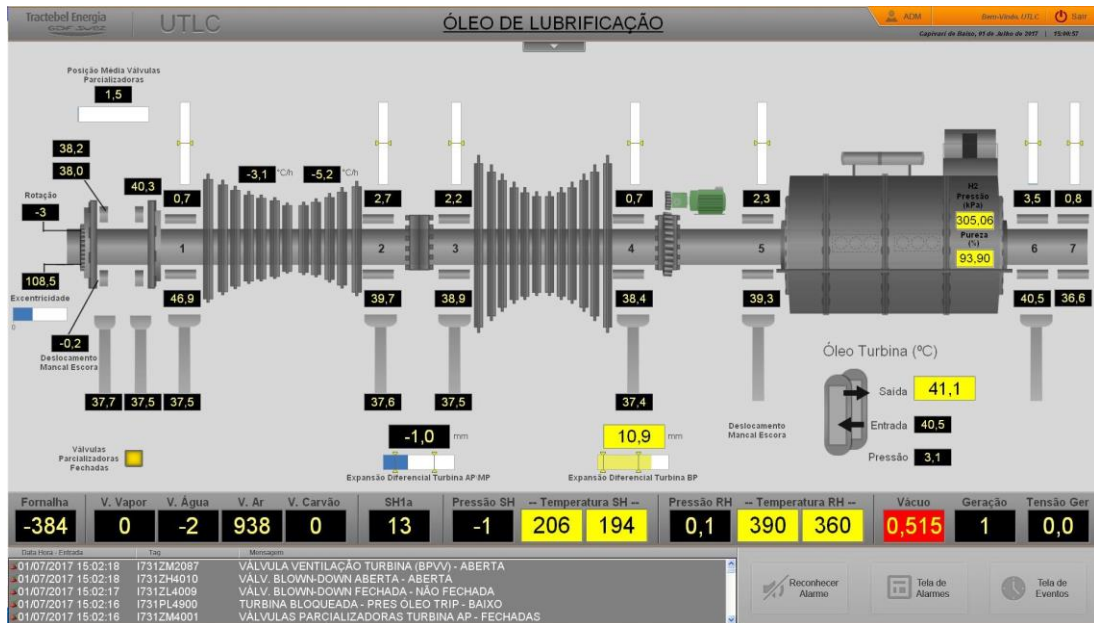 Tractebel Energia
GDF SVEZ
UTLC
ÓLEO DE LUBRIFICAÇÃO
ADM
Bem-Vindo, UTLC
Sair
Capivari de Baixo, 01 de Julho de 2017 | 15:08:57
Posição Média Válvulas
Parcializadoras
1,5
38,2
38,0
40,3
-3,1 °C/h
-5,2 °C/h
Rotação
-3
0,7
2,7
2,2
0,7
2,3
3,5
0,8
H2
Pressão
(kPa)
305,06
Pureza
(%)
93,90
1
2
3
4
5
6
7
108,5
Excentricidade
0
46,9
39,7
38,9
38,4
39,3
40,5
36,6
-0,2
Deslocamento
Mancal Escora
37,7
37,5
37,5
37,6
37,5
37,4
Óleo Turbina (ºC)
Saída 41,1
Entrada 40,5
Pressão 3,1
Deslocamento
Mancal Escora
Válvulas
Parcializadoras
Fechadas
-1,0 mm
Expansão Diferencial Turbina AP\MP
10,9 mm
Expansão Diferencial Turbina BP
Fornalha V. Vapor V. Água V. Ar V. Carvão SH1a Pressão SH -- Temperatura SH -- Pressão RH -- Temperatura RH -- Vácuo Geração Tensão Ger
-384 0 -2 938 0 13 -1 206 194 0,1 390 360 0,515 1 0,0
Data Hora - Entrada Tag Mensagem
01/07/2017 15:02:18 I731ZM2087 VÁLVULA VENTILAÇÃO TURBINA (BPVV) - ABERTA
01/07/2017 15:02:18 I731ZH4010 VÁLV. BLOWN-DOWN ABERTA - ABERTA
01/07/2017 15:02:17 I731ZL4009 VÁLV. BLOWN-DOWN FECHADA - NÃO FECHADA
01/07/2017 15:02:16 I731PL4900 TURBINA BLOQUEADA - PRES ÓLEO TRIP - BAIXO
01/07/2017 15:02:16 I731ZM4001 VÁLVULAS PARCIALIZADORAS TURBINA AP - FECHADAS
Reconhecer
Alarme
Tela de
Alarmes
Tela de
Eventos